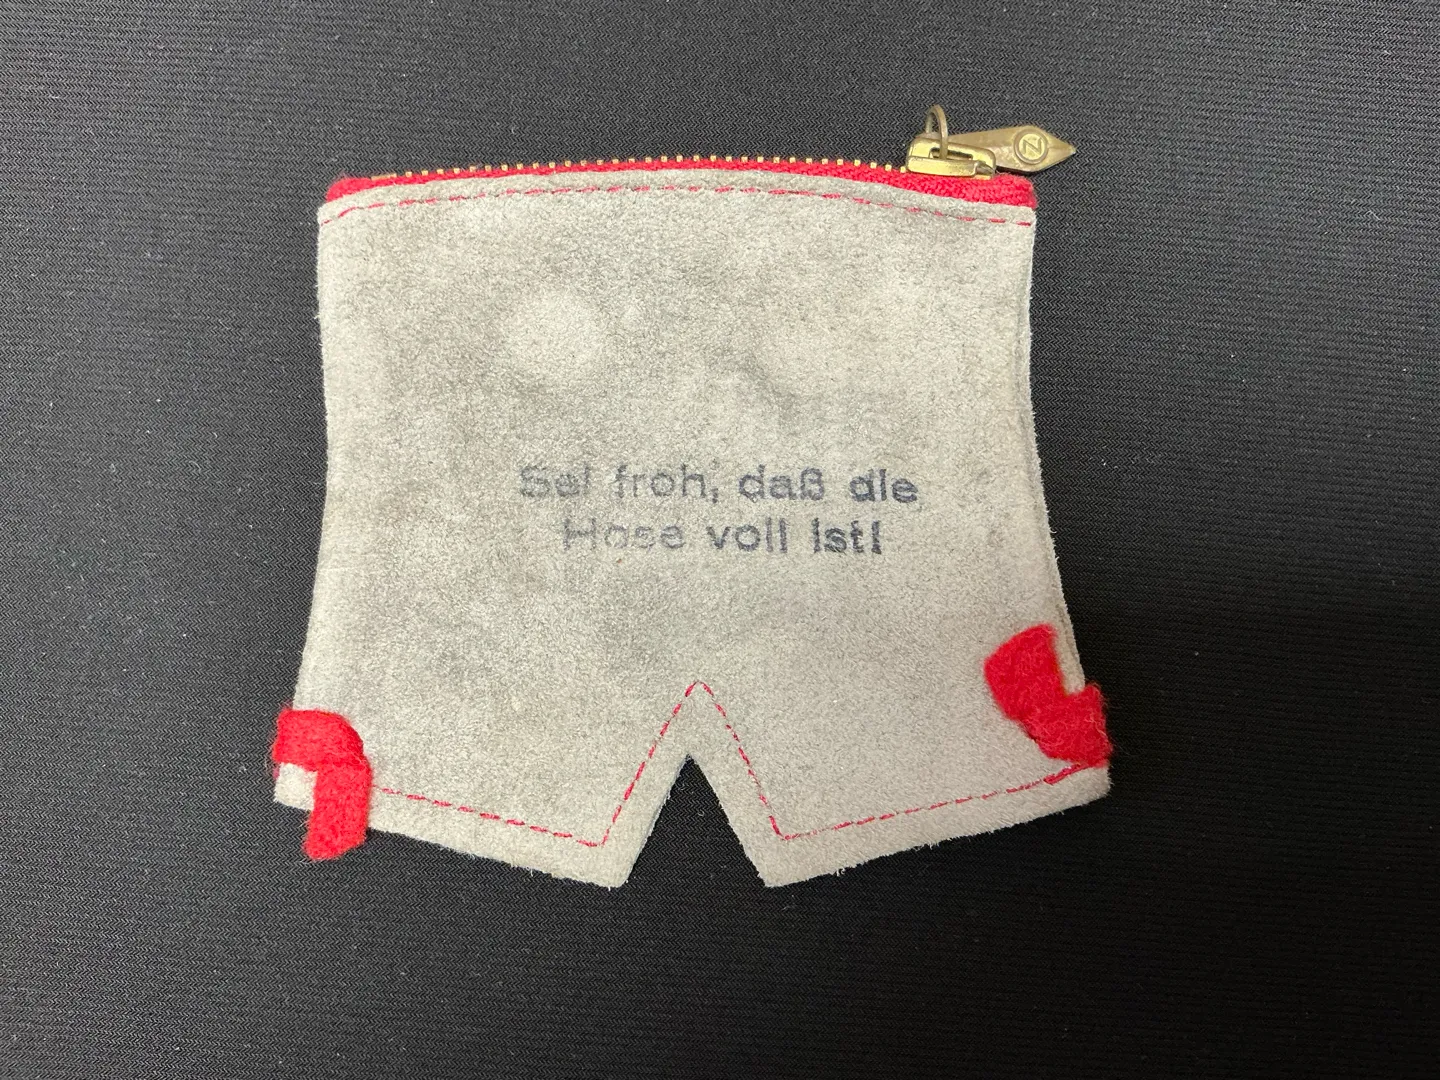 Sei froh, daß die
Hose voll ist!
Z